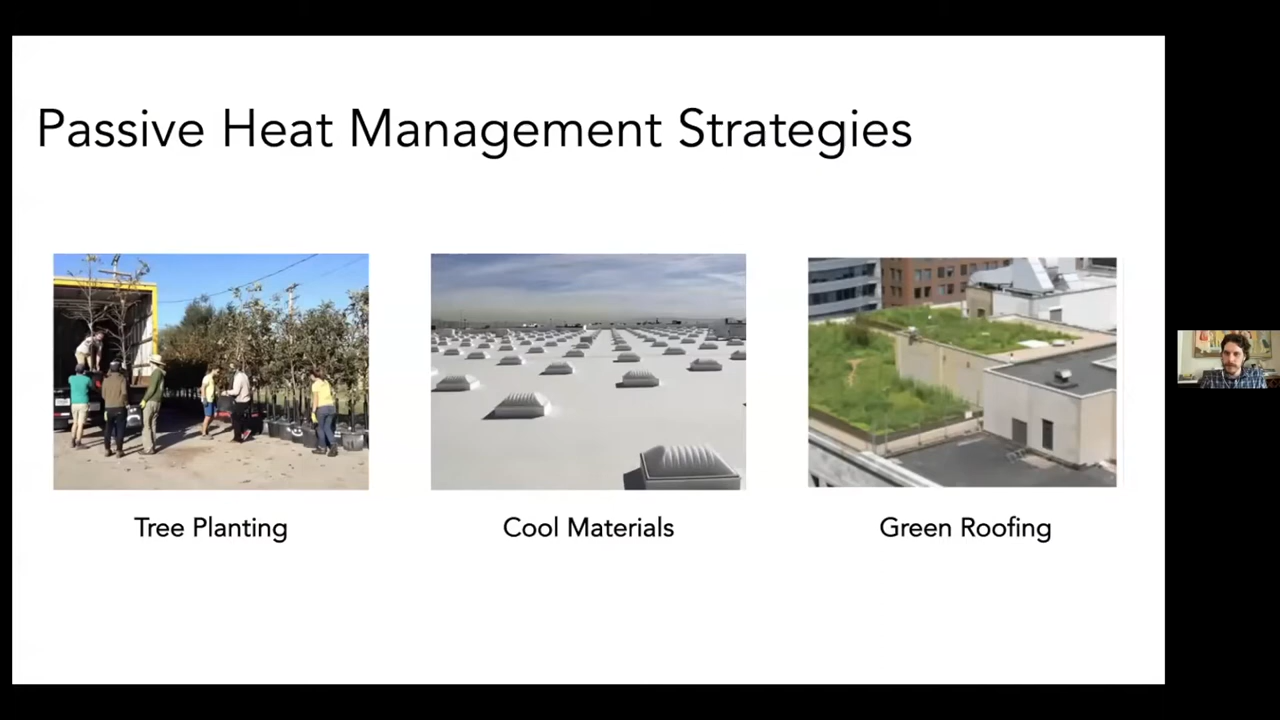 Passive Heat Management Strategies
Tree Planting
Cool Materials
Green Roofing